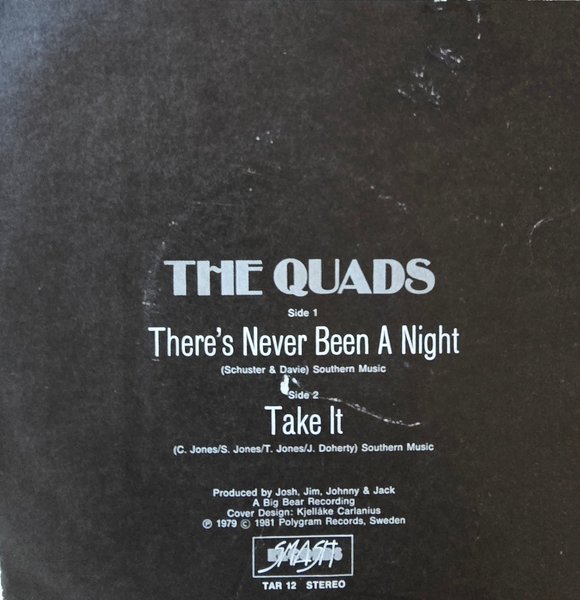 THE QUADS
Side 1
There's Never Been A Night
(Schuster & Davie) Southern Music
Side 2
Take It
(C. Jones/S. Jones/T. Jones/J. Doherty) Southern Music
Produced by Josh, Jim, Johnny & Jack
A Big Bear Recording
Cover Design: Kjellåke Carlanius
Ⓟ 1979 © 1981 Polygram Records, Sweden
SMASH
TAR 12 STEREO